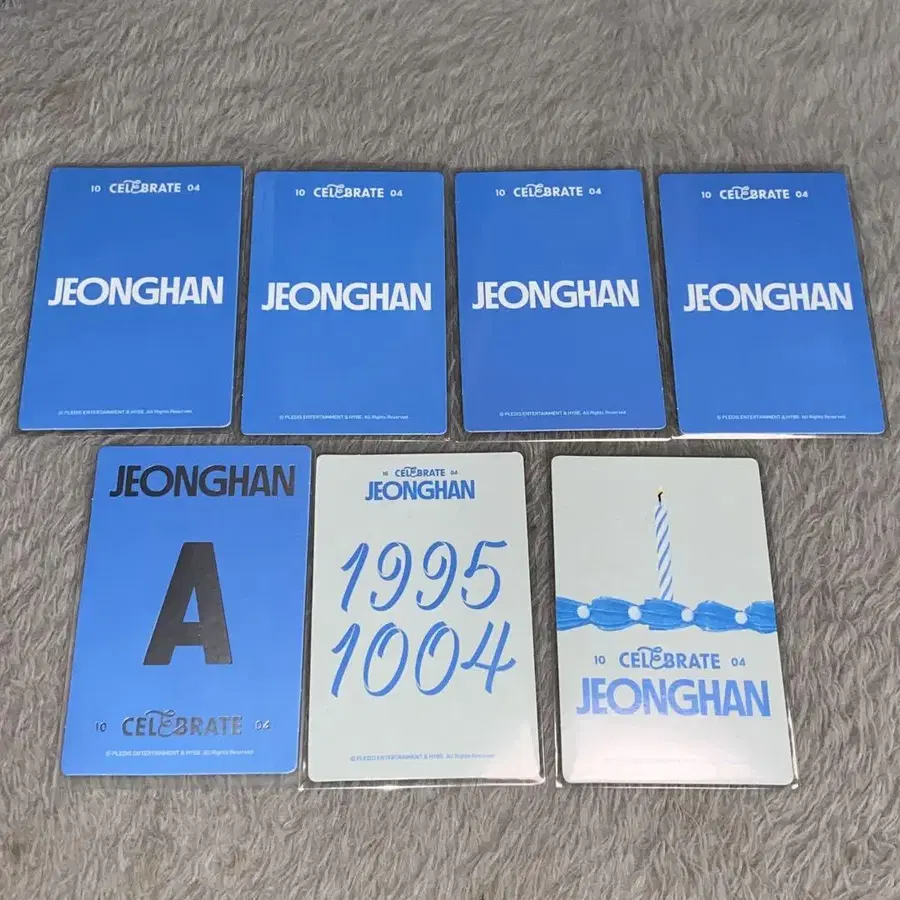 10 CELEBRATE 04
JEONGHAN
© PLEDIS ENTERTAINMENT & HYBE. All Rights Reserved.
10 CELEBRATE 04
JEONGHAN
© PLEDIS ENTERTAINMENT & HYBE. All Rights Reserved.
10 CELEBRATE 04
JEONGHAN
© PLEDIS ENTERTAINMENT & HYBE. All Rights Reserved.
10 CELEBRATE 04
JEONGHAN
© PLEDIS ENTERTAINMENT & HYBE. All Rights Reserved.
JEONGHAN
A
10 CELEBRATE 04
© PLEDIS ENTERTAINMENT & HYBE. All Rights Reserved.
10 CELEBRATE 04
JEONGHAN
1995
1004
© PLEDIS ENTERTAINMENT & HYBE. All Rights Reserved.
10 CELEBRATE 04
JEONGHAN